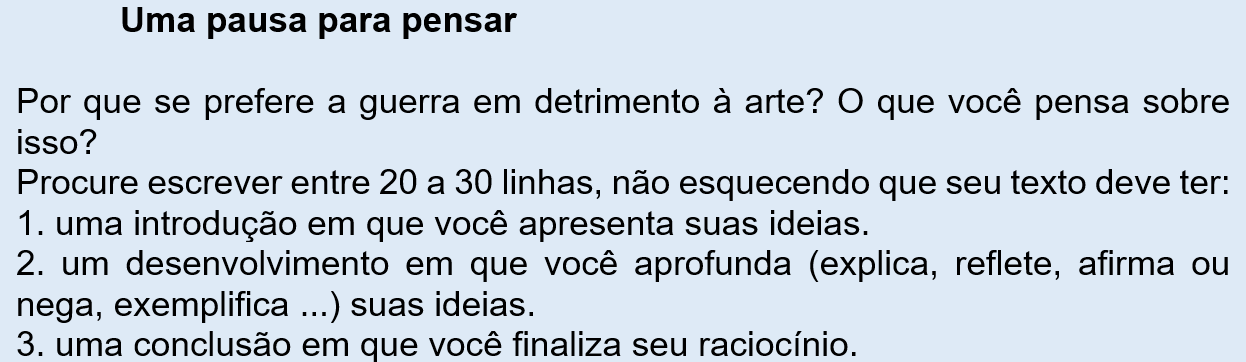 Uma pausa para pensar
Por que se prefere a guerra em detrimento à arte? O que você pensa sobre
isso?
Procure escrever entre 20 a 30 linhas, não esquecendo que seu texto deve ter:
1. uma introdução em que você apresenta suas ideias.
2. um desenvolvimento em que você aprofunda (explica, reflete, afirma ou
nega, exemplifica ...) suas ideias.
3. uma conclusão em que você finaliza seu raciocínio.